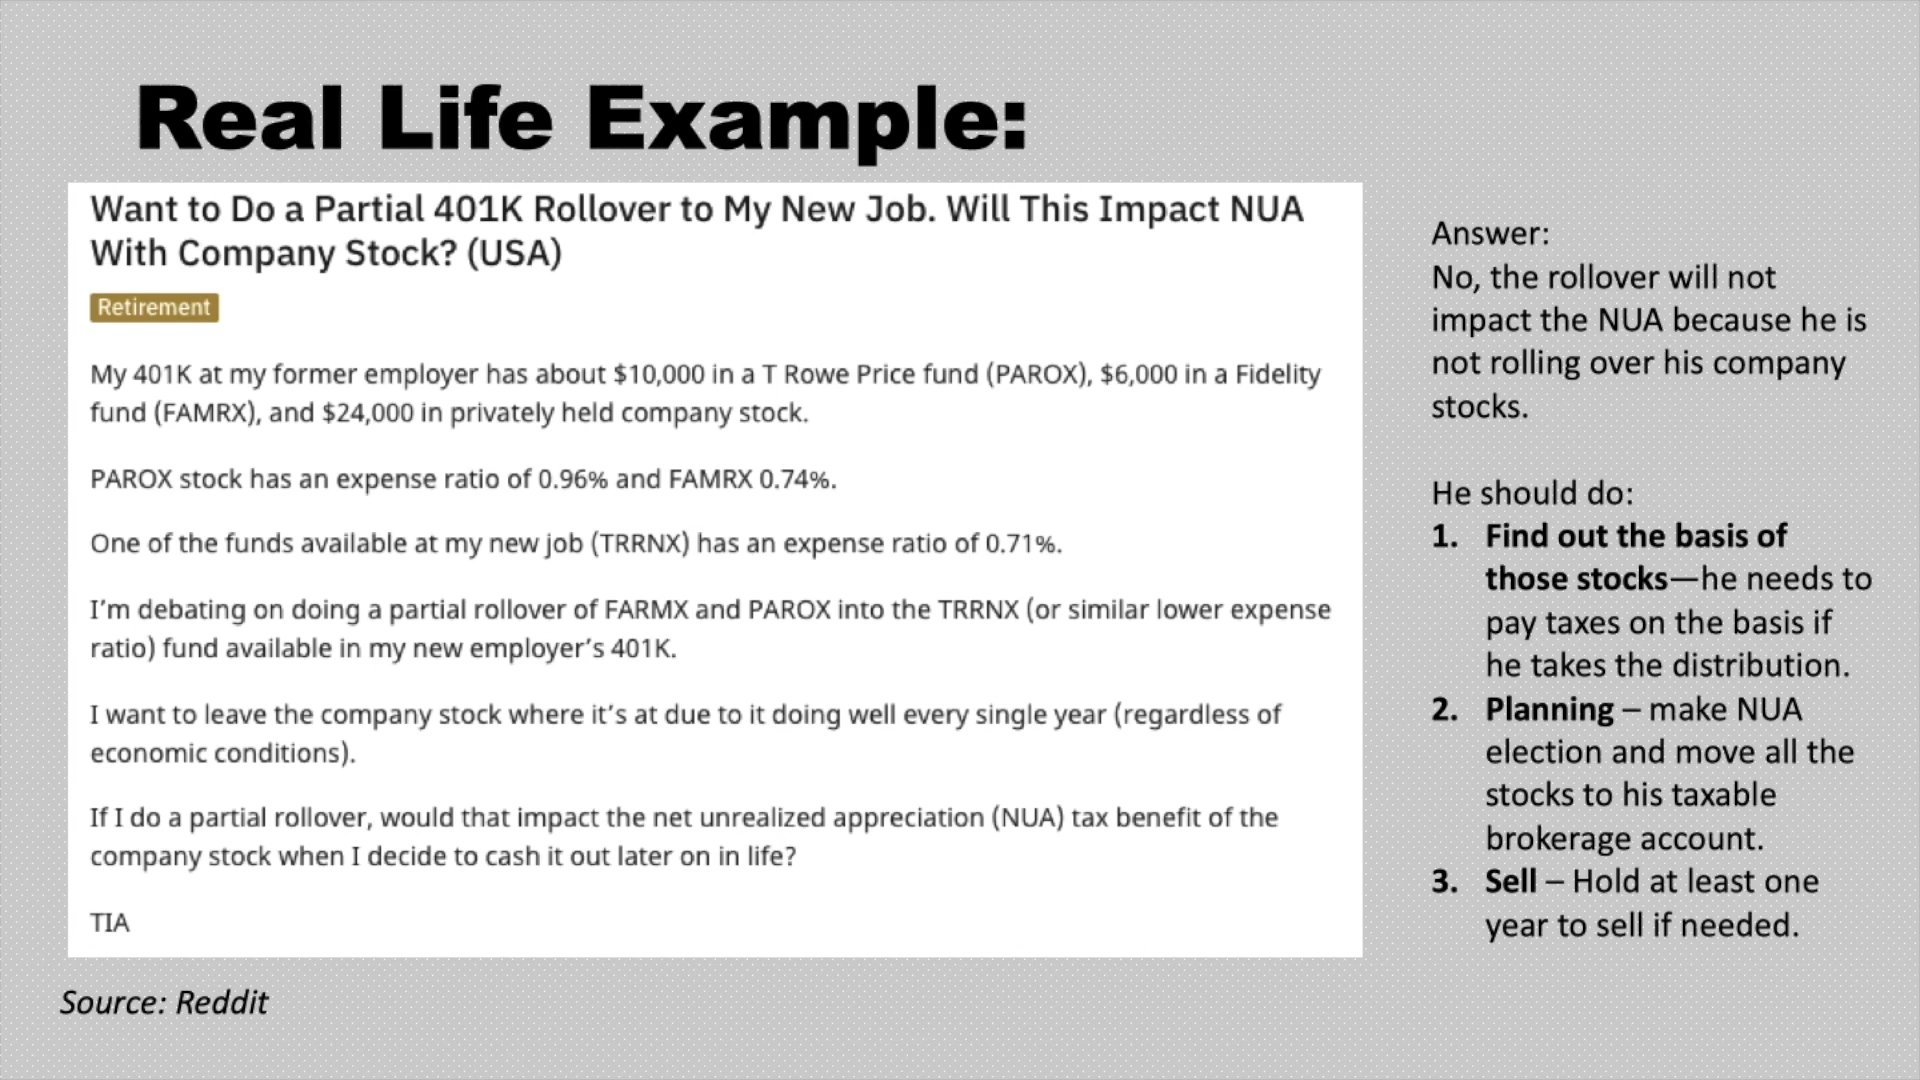 Real Life Example:
Want to Do a Partial 401K Rollover to My New Job. Will This Impact NUA
With Company Stock? (USA)
Retirement
My 401K at my former employer has about $10,000 in a T Rowe Price fund (PAROX), $6,000 in a Fidelity
fund (FAMRX), and $24,000 in privately held company stock.
PAROX stock has an expense ratio of 0.96% and FAMRX 0.74%.
One of the funds available at my new job (TRRNX) has an expense ratio of 0.71%.
I’m debating on doing a partial rollover of FARMX and PAROX into the TRRNX (or similar lower expense
ratio) fund available in my new employer’s 401K.
I want to leave the company stock where it’s at due to it doing well every single year (regardless of
economic conditions).
If I do a partial rollover, would that impact the net unrealized appreciation (NUA) tax benefit of the
company stock when I decide to cash it out later on in life?
TIA
Source: Reddit
Answer:
No, the rollover will not
impact the NUA because he is
not rolling over his company
stocks.
He should do:
1. Find out the basis of
those stocks—he needs to
pay taxes on the basis if
he takes the distribution.
2. Planning – make NUA
election and move all the
stocks to his taxable
brokerage account.
3. Sell – Hold at least one
year to sell if needed.